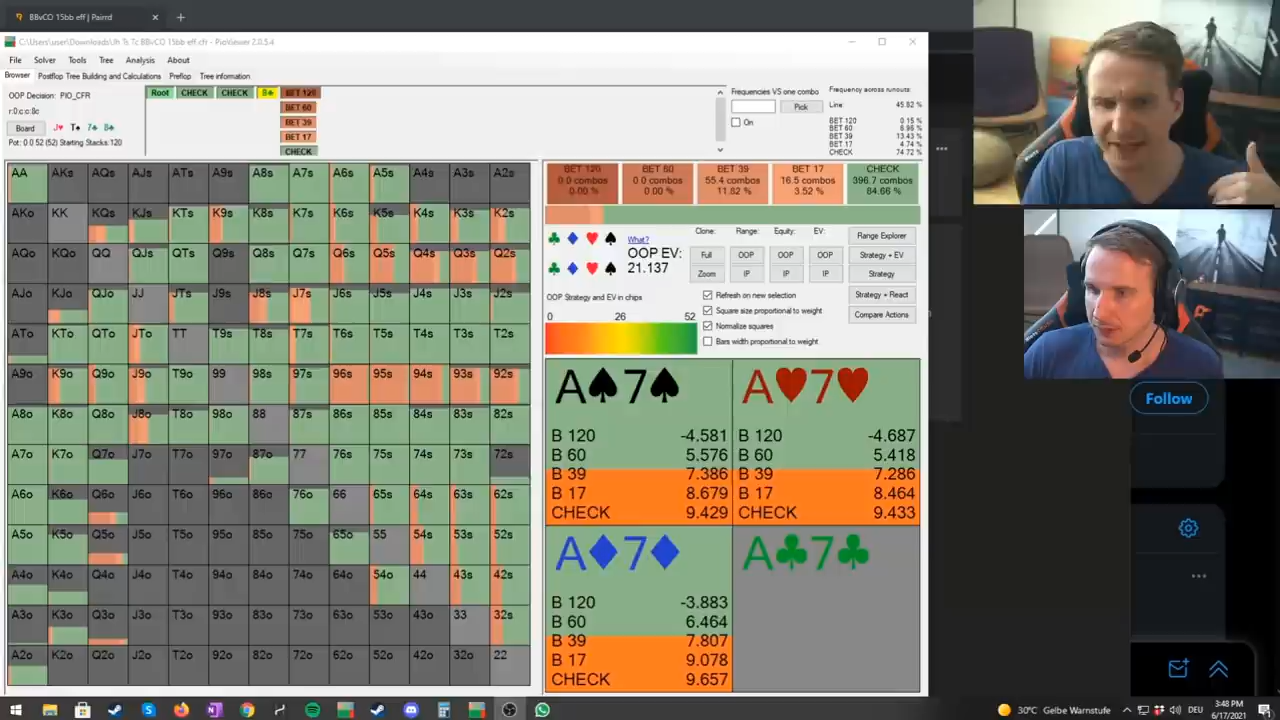 BBvCO 15bb eff | Pairrd
C:\Users\user\Downloads\Jh Ts 7c BBvCO 15bb eff.cfr - PioViewer 2.0.5.4
File Solver Tools Tree Analysis About
Browser Postflop Tree Building and Calculations Preflop Tree information
OOP Decision: PIO_CFR
r:0:c:c:8c
Board J♥ T♠ 7♣ 8♣
Pot: 0 0 52 (52) Starting Stacks:120
Root CHECK CHECK 8♣ BET 120
BET 60
BET 39
BET 17
CHECK
Frequencies VS one combo
Pick
On
Frequency across runouts:
Line 45.82 %
BET 120 0.15 %
BET 60 6.96 %
BET 39 13.43 %
BET 17 4.74 %
CHECK 74.72 %
AA AKs AQs AJs ATs A9s A8s A7s A6s A5s A4s A3s A2s
AKo KK KQs KJs KTs K9s K8s K7s K6s K5s K4s K3s K2s
AQo KQo QQ QJs QTs Q9s Q8s Q7s Q6s Q5s Q4s Q3s Q2s
AJo KJo QJo JJ JTs J9s J8s J7s J6s J5s J4s J3s J2s
ATo KTo QTo JTo TT T9s T8s T7s T6s T5s T4s T3s T2s
A9o K9o Q9o J9o T9o 99 98s 97s 96s 95s 94s 93s 92s
A8o K8o Q8o J8o T8o 98o 88 87s 86s 85s 84s 83s 82s
A7o K7o Q7o J7o T7o 97o 87o 77 76s 75s 74s 73s 72s
A6o K6o Q6o J6o T6o 96o 86o 76o 66 65s 64s 63s 62s
A5o K5o Q5o J5o T5o 95o 85o 75o 65o 55 54s 53s 52s
A4o K4o Q4o J4o T4o 94o 84o 74o 64o 54o 44 43s 42s
A3o K3o Q3o J3o T3o 93o 83o 73o 63o 53o 43o 33 32s
A2o K2o Q2o J2o T2o 92o 82o 72o 62o 52o 42o 32o 22
BET 120 BET 60 BET 39 BET 17 CHECK
0.0 combos 0.0 combos 55.4 combos 16.5 combos 396.7 combos
0.00 % 0.00 % 11.82 % 3.52 % 84.66 %
♣ ♦ ♥ ♠ What?
♣ ♦ ♥ ♠ OOP EV:
21.137
Clone: Range: Equity: EV:
Full OOP OOP OOP
Zoom IP IP IP
Range Explorer
Strategy + EV
Strategy
Strategy + React
Compare Actions
OOP Strategy and EV in chips
0 26 52
Refresh on new selection
Square size proportional to weight
Normalize squares
Bars width proportional to weight
A♠7♠
B 120 -4.581
B 60 5.576
B 39 7.386
B 17 8.679
CHECK 9.429
A♥7♥
B 120 -4.687
B 60 5.418
B 39 7.286
B 17 8.464
CHECK 9.433
A♦7♦
B 120 -3.883
B 60 6.464
B 39 7.807
B 17 9.078
CHECK 9.657
A♣7♣
Follow
30°C Gelbe Warnstufe
DEU
3:48 PM
6/17/2021